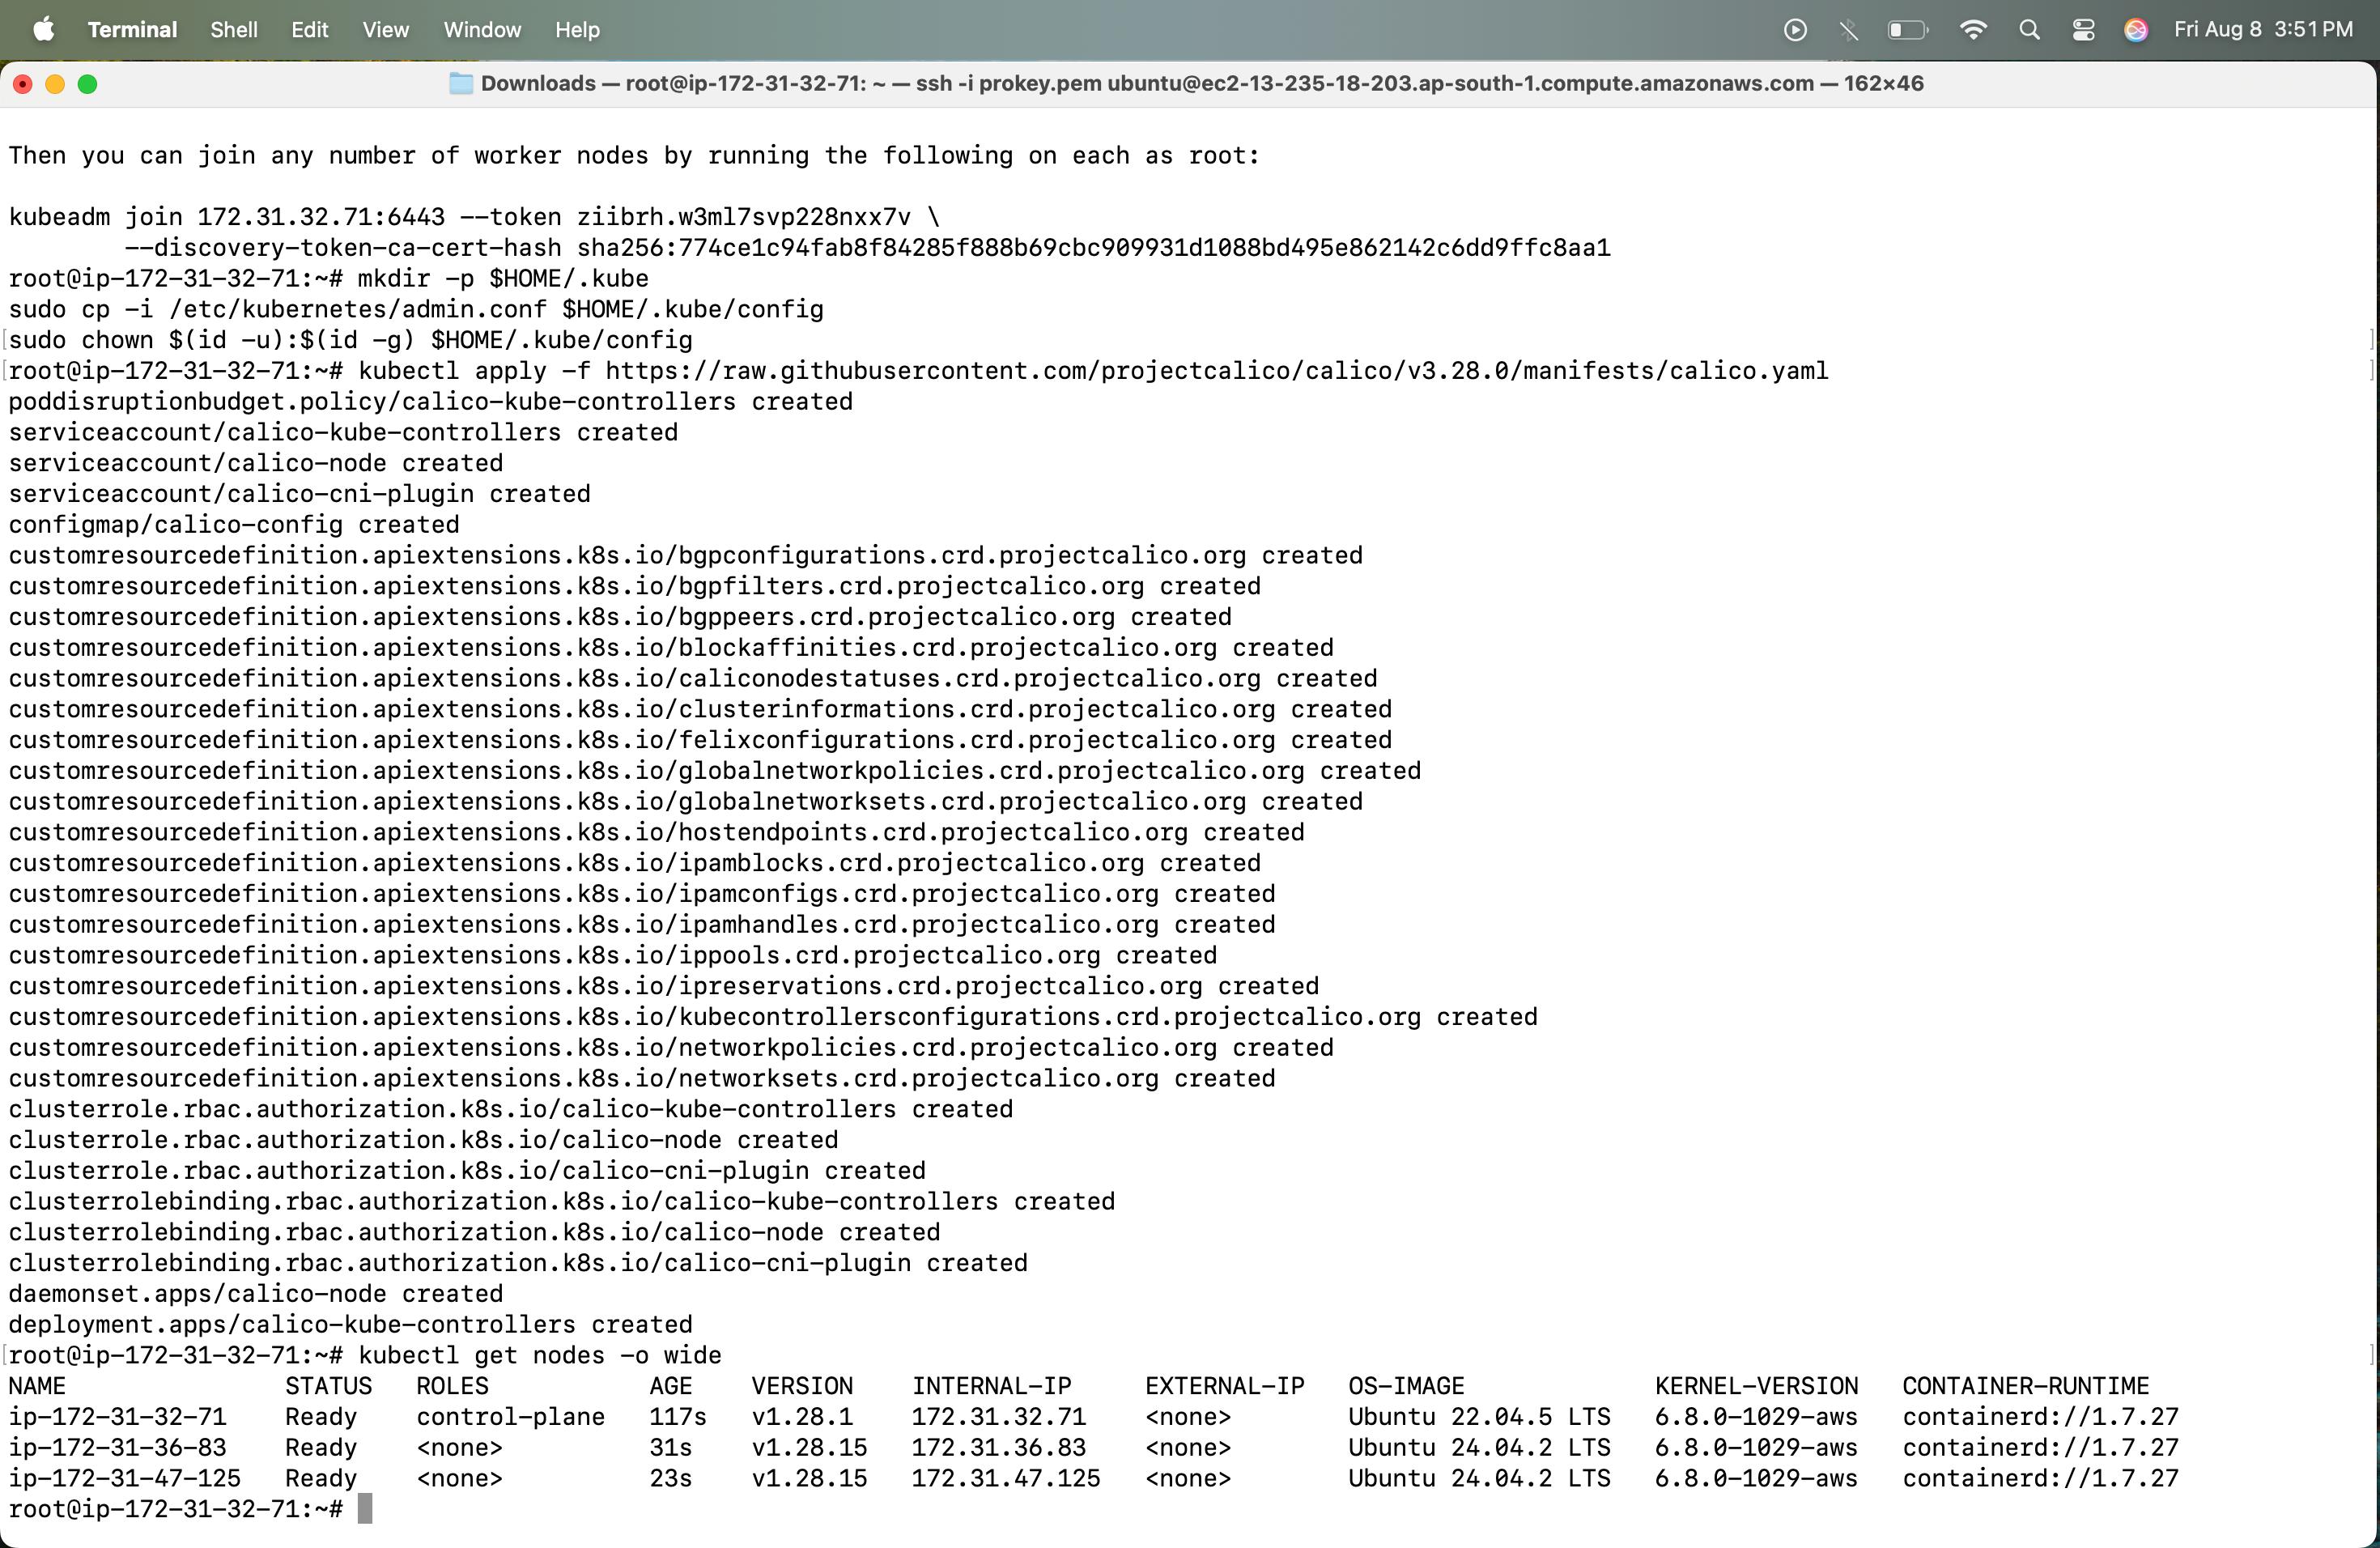 Terminal Shell Edit View Window Help Fri Aug 8 3:51 PM
Downloads — root@ip-172-31-32-71: ~ — ssh -i prokey.pem ubuntu@ec2-13-235-18-203.ap-south-1.compute.amazonaws.com — 162×46
Then you can join any number of worker nodes by running the following on each as root:
kubeadm join 172.31.32.71:6443 --token ziibrh.w3ml7svp228nxx7v \
        --discovery-token-ca-cert-hash sha256:774ce1c94fab8f84285f888b69cbc909931d1088bd495e862142c6dd9ffc8aa1
root@ip-172-31-32-71:~# mkdir -p $HOME/.kube
sudo cp -i /etc/kubernetes/admin.conf $HOME/.kube/config
sudo chown $(id -u):$(id -g) $HOME/.kube/config
root@ip-172-31-32-71:~# kubectl apply -f https://raw.githubusercontent.com/projectcalico/calico/v3.28.0/manifests/calico.yaml
poddisruptionbudget.policy/calico-kube-controllers created
serviceaccount/calico-kube-controllers created
serviceaccount/calico-node created
serviceaccount/calico-cni-plugin created
configmap/calico-config created
customresourcedefinition.apiextensions.k8s.io/bgpconfigurations.crd.projectcalico.org created
customresourcedefinition.apiextensions.k8s.io/bgpfilters.crd.projectcalico.org created
customresourcedefinition.apiextensions.k8s.io/bgppeers.crd.projectcalico.org created
customresourcedefinition.apiextensions.k8s.io/blockaffinities.crd.projectcalico.org created
customresourcedefinition.apiextensions.k8s.io/caliconodestatuses.crd.projectcalico.org created
customresourcedefinition.apiextensions.k8s.io/clusterinformations.crd.projectcalico.org created
customresourcedefinition.apiextensions.k8s.io/felixconfigurations.crd.projectcalico.org created
customresourcedefinition.apiextensions.k8s.io/globalnetworkpolicies.crd.projectcalico.org created
customresourcedefinition.apiextensions.k8s.io/globalnetworksets.crd.projectcalico.org created
customresourcedefinition.apiextensions.k8s.io/hostendpoints.crd.projectcalico.org created
customresourcedefinition.apiextensions.k8s.io/ipamblocks.crd.projectcalico.org created
customresourcedefinition.apiextensions.k8s.io/ipamconfigs.crd.projectcalico.org created
customresourcedefinition.apiextensions.k8s.io/ipamhandles.crd.projectcalico.org created
customresourcedefinition.apiextensions.k8s.io/ippools.crd.projectcalico.org created
customresourcedefinition.apiextensions.k8s.io/ipreservations.crd.projectcalico.org created
customresourcedefinition.apiextensions.k8s.io/kubecontrollersconfigurations.crd.projectcalico.org created
customresourcedefinition.apiextensions.k8s.io/networkpolicies.crd.projectcalico.org created
customresourcedefinition.apiextensions.k8s.io/networksets.crd.projectcalico.org created
clusterrole.rbac.authorization.k8s.io/calico-kube-controllers created
clusterrole.rbac.authorization.k8s.io/calico-node created
clusterrole.rbac.authorization.k8s.io/calico-cni-plugin created
clusterrolebinding.rbac.authorization.k8s.io/calico-kube-controllers created
clusterrolebinding.rbac.authorization.k8s.io/calico-node created
clusterrolebinding.rbac.authorization.k8s.io/calico-cni-plugin created
daemonset.apps/calico-node created
deployment.apps/calico-kube-controllers created
root@ip-172-31-32-71:~# kubectl get nodes -o wide
NAME               STATUS   ROLES           AGE    VERSION    INTERNAL-IP     EXTERNAL-IP   OS-IMAGE             KERNEL-VERSION   CONTAINER-RUNTIME
ip-172-31-32-71    Ready    control-plane   117s   v1.28.1    172.31.32.71    <none>        Ubuntu 22.04.5 LTS   6.8.0-1029-aws   containerd://1.7.27
ip-172-31-36-83    Ready    <none>          31s    v1.28.15   172.31.36.83    <none>        Ubuntu 24.04.2 LTS   6.8.0-1029-aws   containerd://1.7.27
ip-172-31-47-125   Ready    <none>          23s    v1.28.15   172.31.47.125   <none>        Ubuntu 24.04.2 LTS   6.8.0-1029-aws   containerd://1.7.27
root@ip-172-31-32-71:~#